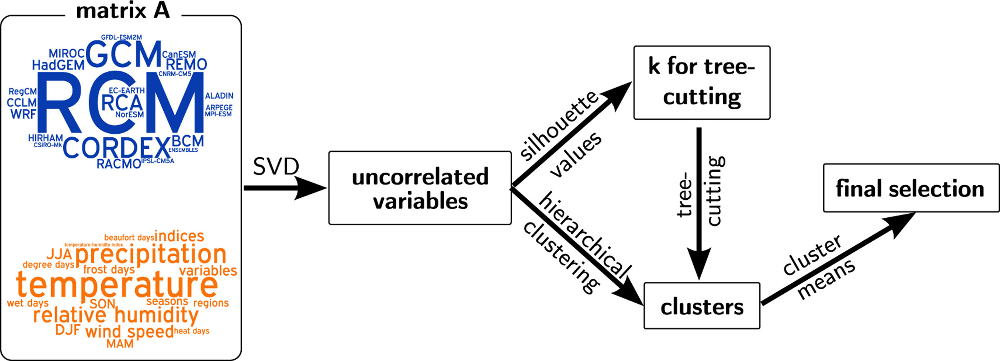 matrix A
GFDL-ESM2M
MIROC GCM CanESM
HadGEM REMO
CNRM-CM5
RCM
RegCM EC-EARTH ALADIN
CCLM RCA ARPEGE
WRF NorESM MPI-ESM
HIRHAM CORDEX BCM
CSIRO-Mk ENSEMBLES
RACMO IPSL-CM5A
beaufort days indices
temperature-humidity index
JJA precipitation
degree days frost days variables
temperature
wet days SON seasons regions
relative humidity
DJF wind speed heat days
MAM
SVD
uncorrelated
variables
silhouette
values
hierarchical
clustering
k for tree-
cutting
tree-
cutting
clusters
cluster
means
final selection